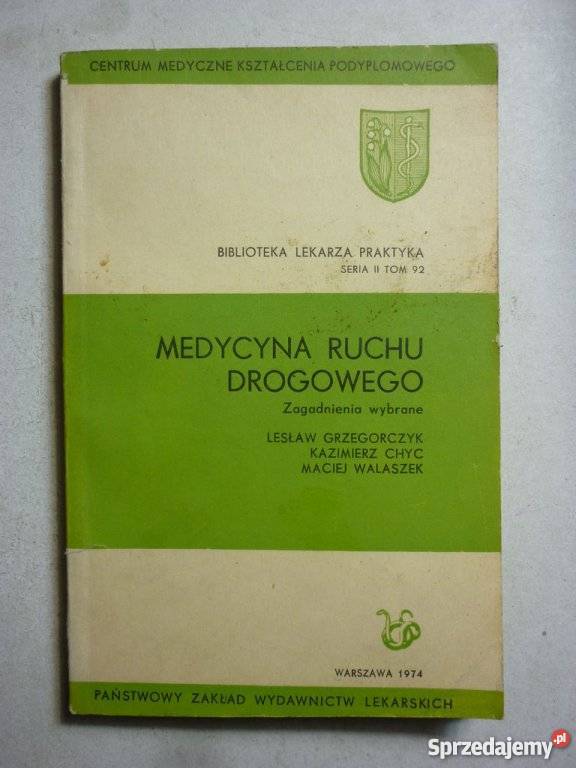 CENTRUM MEDYCZNE KSZTAŁCENIA PODYPLOMOWEGO
BIBLIOTEKA LEKARZA PRAKTYKA
SERIA II TOM 92
MEDYCYNA RUCHU
DROGOWEGO
Zagadnienia wybrane
LESŁAW GRZEGORCZYK
KAZIMIERZ CHYC
MACIEJ WALASZEK
WARSZAWA 1974
PAŃSTWOWY ZAKŁAD WYDAWNICTW LEKARSKICH
Sprzedajemy.pl